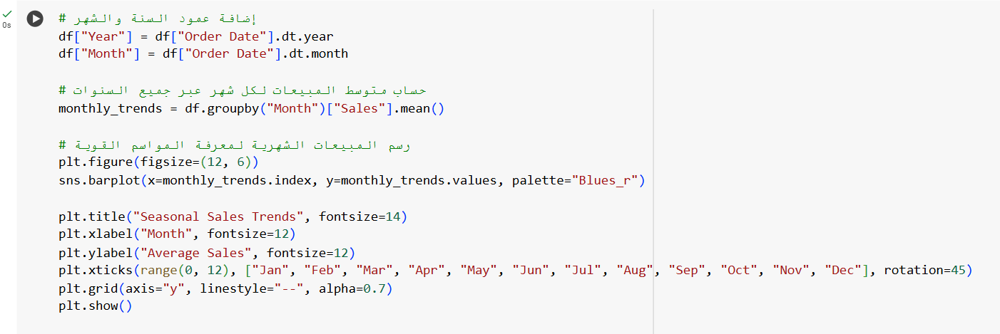 0s
# إضافة عمود السنة والشهر
df["Year"] = df["Order Date"].dt.year
df["Month"] = df["Order Date"].dt.month
# حساب متوسط المبيعات لكل شهر عبر جميع السنوات
monthly_trends = df.groupby("Month")["Sales"].mean()
# رسم المبيعات الشهرية لمعرفة المواسم القوية
plt.figure(figsize=(12, 6))
sns.barplot(x=monthly_trends.index, y=monthly_trends.values, palette="Blues_r")
plt.title("Seasonal Sales Trends", fontsize=14)
plt.xlabel("Month", fontsize=12)
plt.ylabel("Average Sales", fontsize=12)
plt.xticks(range(0, 12), ["Jan", "Feb", "Mar", "Apr", "May", "Jun", "Jul", "Aug", "Sep", "Oct", "Nov", "Dec"], rotation=45)
plt.grid(axis="y", linestyle="--", alpha=0.7)
plt.show()